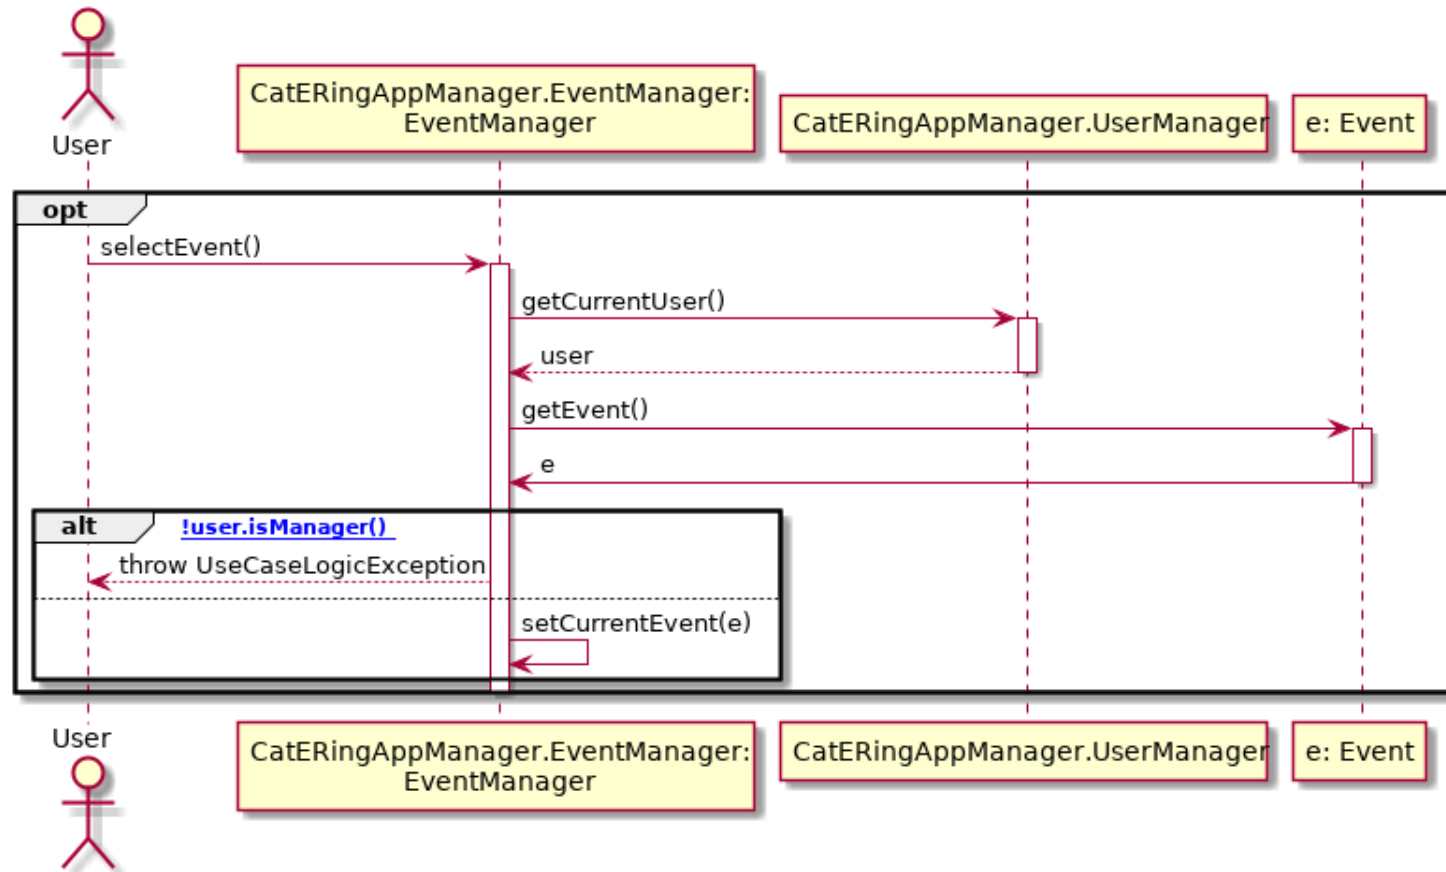 User
CatERingAppManager.EventManager:
EventManager
CatERingAppManager.UserManager
e: Event
opt
selectEvent()
getCurrentUser()
user
getEvent()
e
alt
!user.isManager()
throw UseCaseLogicException
setCurrentEvent(e)
User
CatERingAppManager.EventManager:
EventManager
CatERingAppManager.UserManager
e: Event